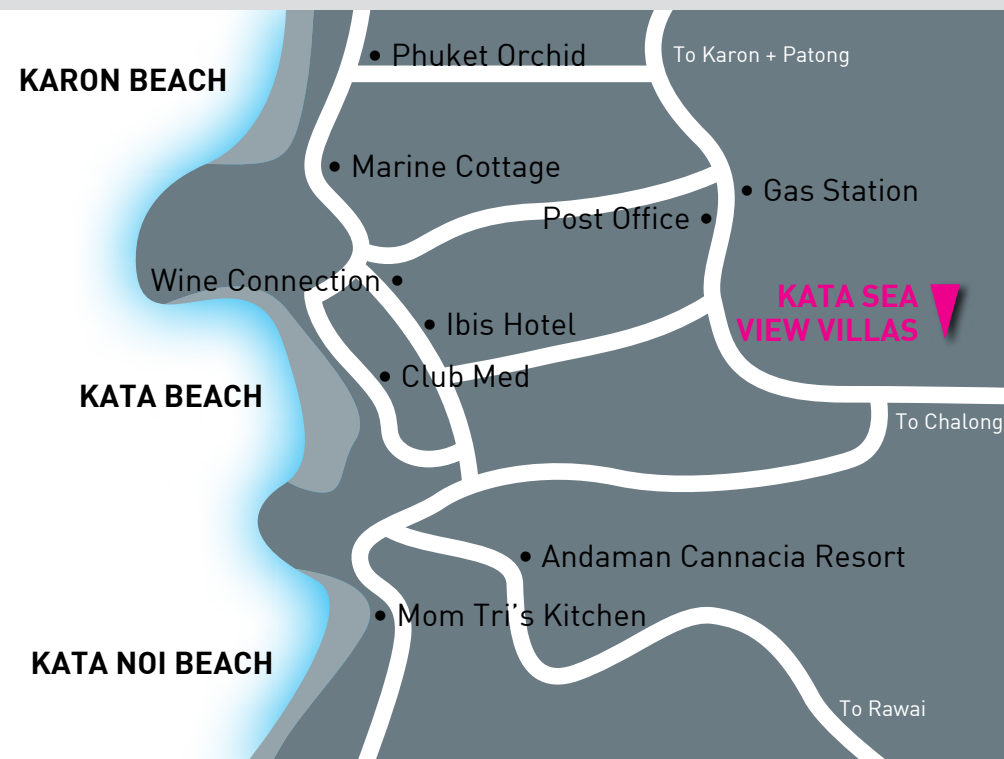 • Phuket Orchid
To Karon + Patong
KARON BEACH
• Marine Cottage
• Gas Station
Post Office •
Wine Connection •
KATA SEA
VIEW VILLAS
• Ibis Hotel
• Club Med
KATA BEACH
To Chalong
• Andaman Cannacia Resort
• Mom Tri's Kitchen
KATA NOI BEACH
To Rawai